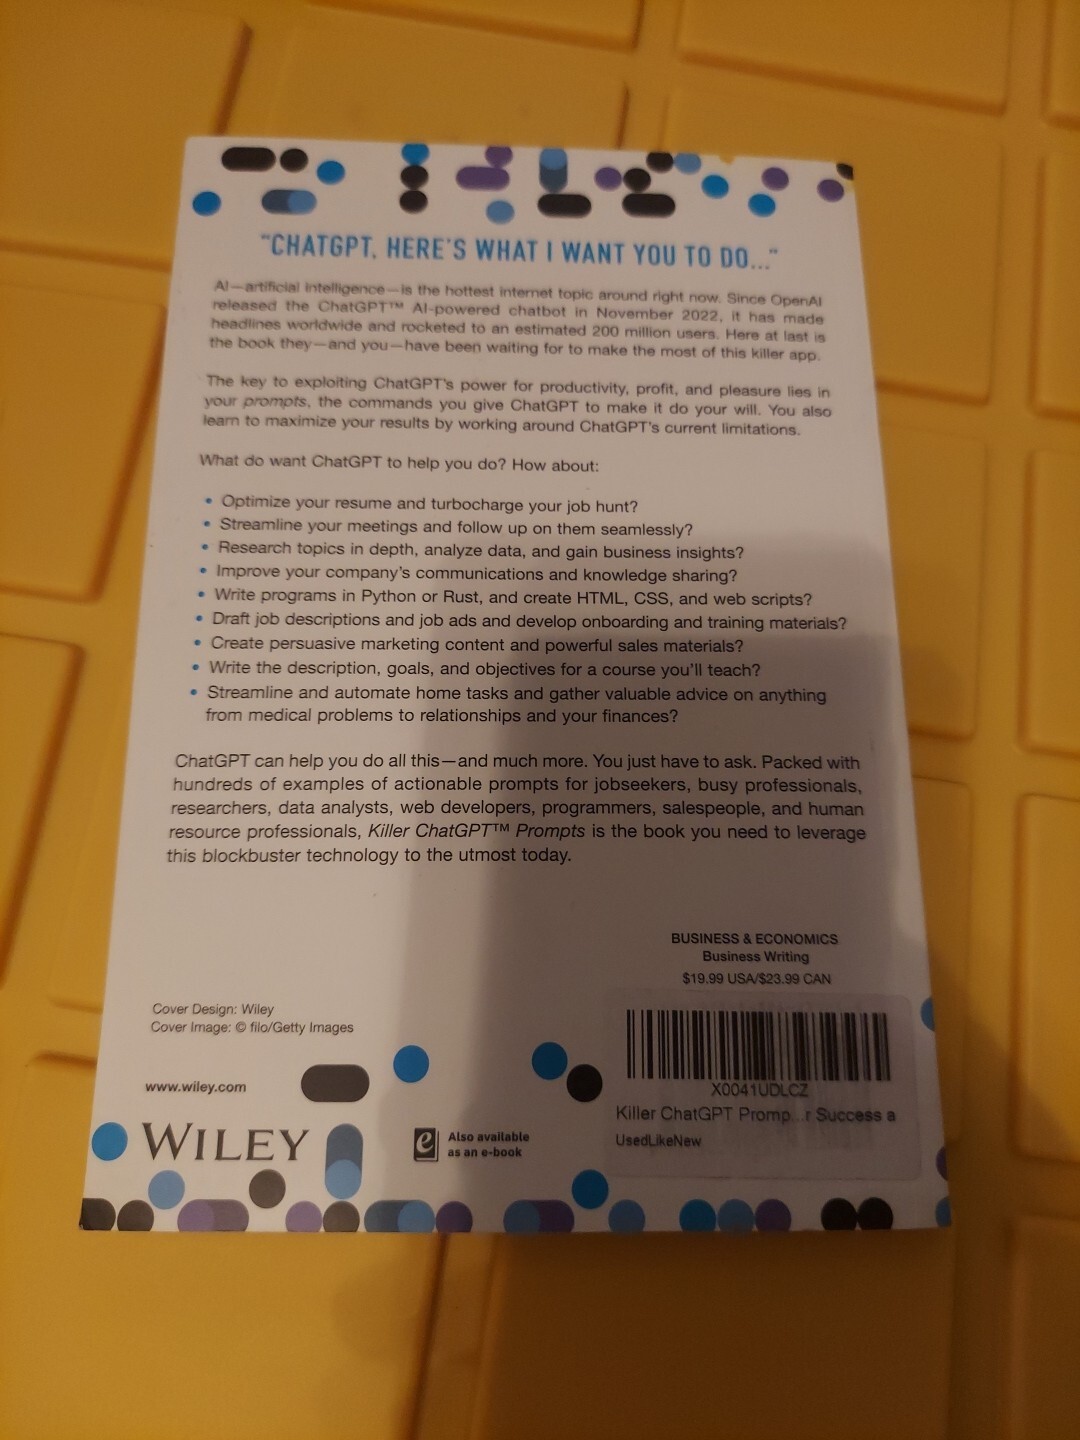 "CHATGPT, HERE'S WHAT I WANT YOU TO DO..."
AI—artificial intelligence—is the hottest internet topic around right now. Since OpenAI
released the ChatGPT™ AI-powered chatbot in November 2022, it has made
headlines worldwide and rocketed to an estimated 200 million users. Here at last is
the book they—and you—have been waiting for to make the most of this killer app.
The key to exploiting ChatGPT's power for productivity, profit, and pleasure lies in
your prompts, the commands you give ChatGPT to make it do your will. You also
learn to maximize your results by working around ChatGPT's current limitations.
What do want ChatGPT to help you do? How about:
• Optimize your resume and turbocharge your job hunt?
• Streamline your meetings and follow up on them seamlessly?
• Research topics in depth, analyze data, and gain business insights?
• Improve your company's communications and knowledge sharing?
• Write programs in Python or Rust, and create HTML, CSS, and web scripts?
• Draft job descriptions and job ads and develop onboarding and training materials?
• Create persuasive marketing content and powerful sales materials?
• Write the description, goals, and objectives for a course you'll teach?
• Streamline and automate home tasks and gather valuable advice on anything
from medical problems to relationships and your finances?
ChatGPT can help you do all this—and much more. You just have to ask. Packed with
hundreds of examples of actionable prompts for jobseekers, busy professionals,
researchers, data analysts, web developers, programmers, salespeople, and human
resource professionals, Killer ChatGPT™ Prompts is the book you need to leverage
this blockbuster technology to the utmost today.
BUSINESS & ECONOMICS
Business Writing
$19.99 USA/$23.99 CAN
Cover Design: Wiley
Cover Image: © filo/Getty Images
www.wiley.com
WILEY
e
Also available
as an e-book
X0041UDLCZ
Killer ChatGPT Promp...r Success a
UsedLikeNew